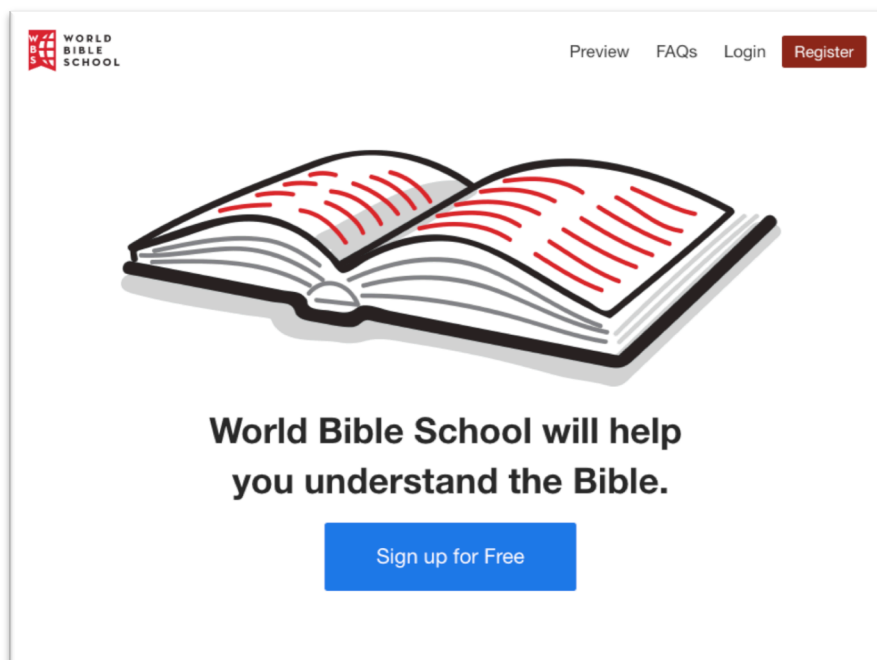 WBS
WORLD
BIBLE
SCHOOL
Preview FAQs Login Register
World Bible School will help
you understand the Bible.
Sign up for Free